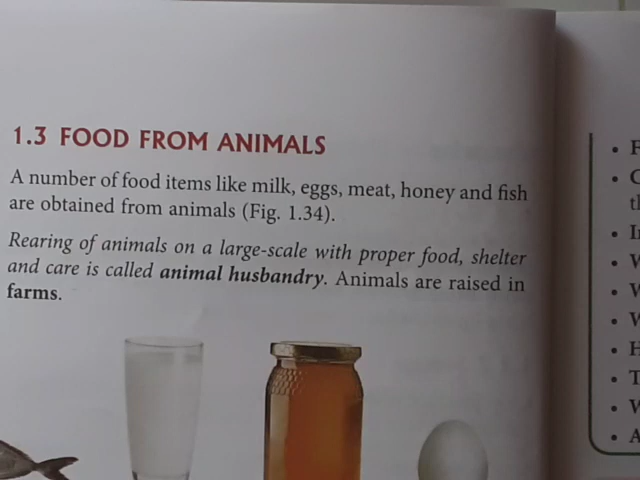 1.3 FOOD FROM ANIMALS
A number of food items like milk, eggs, meat, honey and fish
are obtained from animals (Fig. 1.34).
Rearing of animals on a large-scale with proper food, shelter
and care is called animal husbandry. Animals are raised in
farms.